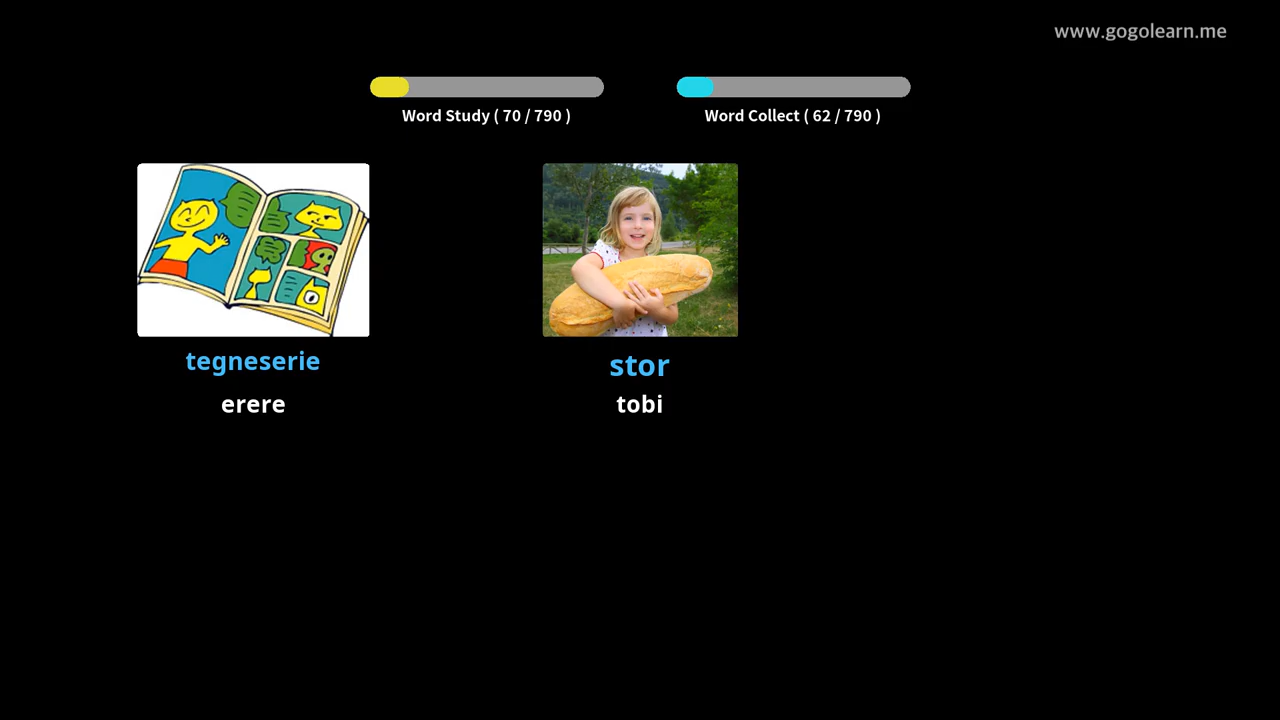 www.gogolearn.me
Word Study ( 70 / 790 )
Word Collect ( 62 / 790 )
tegneserie
erere
stor
tobi